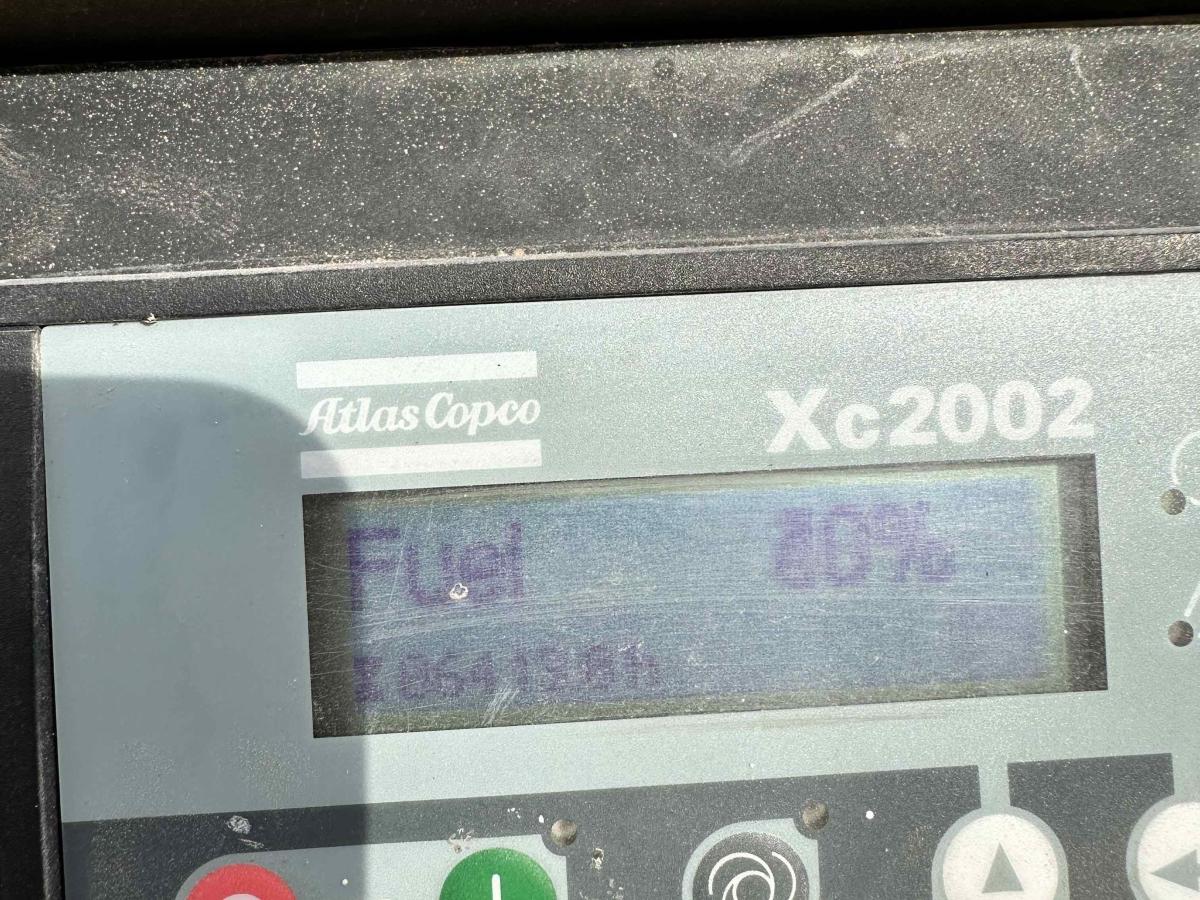 Atlas Copco
Xc2002
Fuel 80%